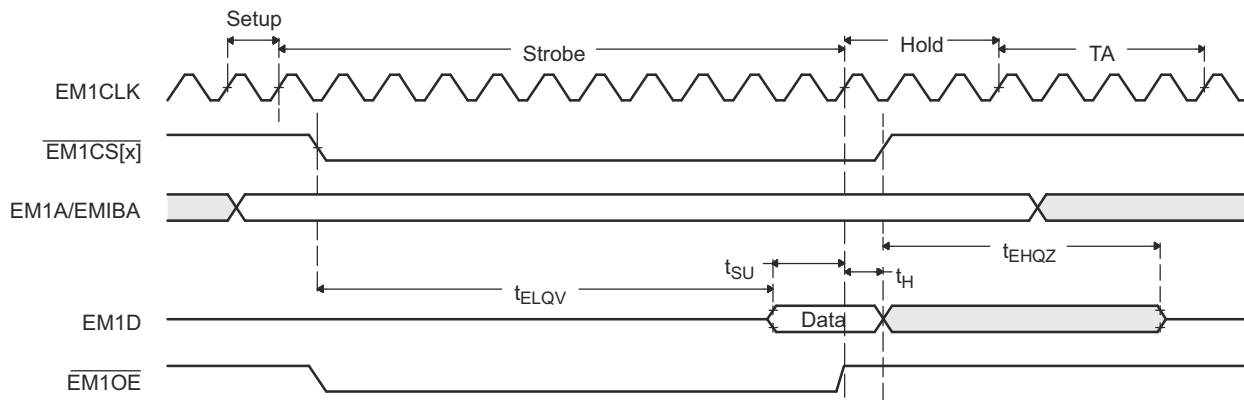 Setup
Strobe
Hold
TA
EM1CLK
EM1CS[x]
EM1A/EMIBA
tSU
tH
tEHQZ
tELQV
EM1D
Data
EM1OE